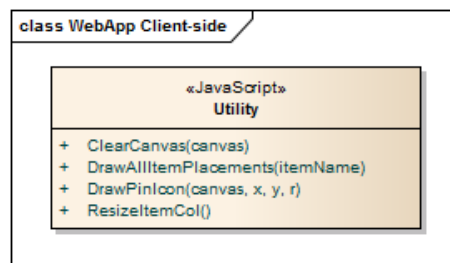 class WebApp Client-side
«JavaScript»
Utility
+ ClearCanvas(canvas)
+ DrawAllItemPlacements(itemName)
+ DrawPinIcon(canvas, x, y, r)
+ ResizeItemCol()